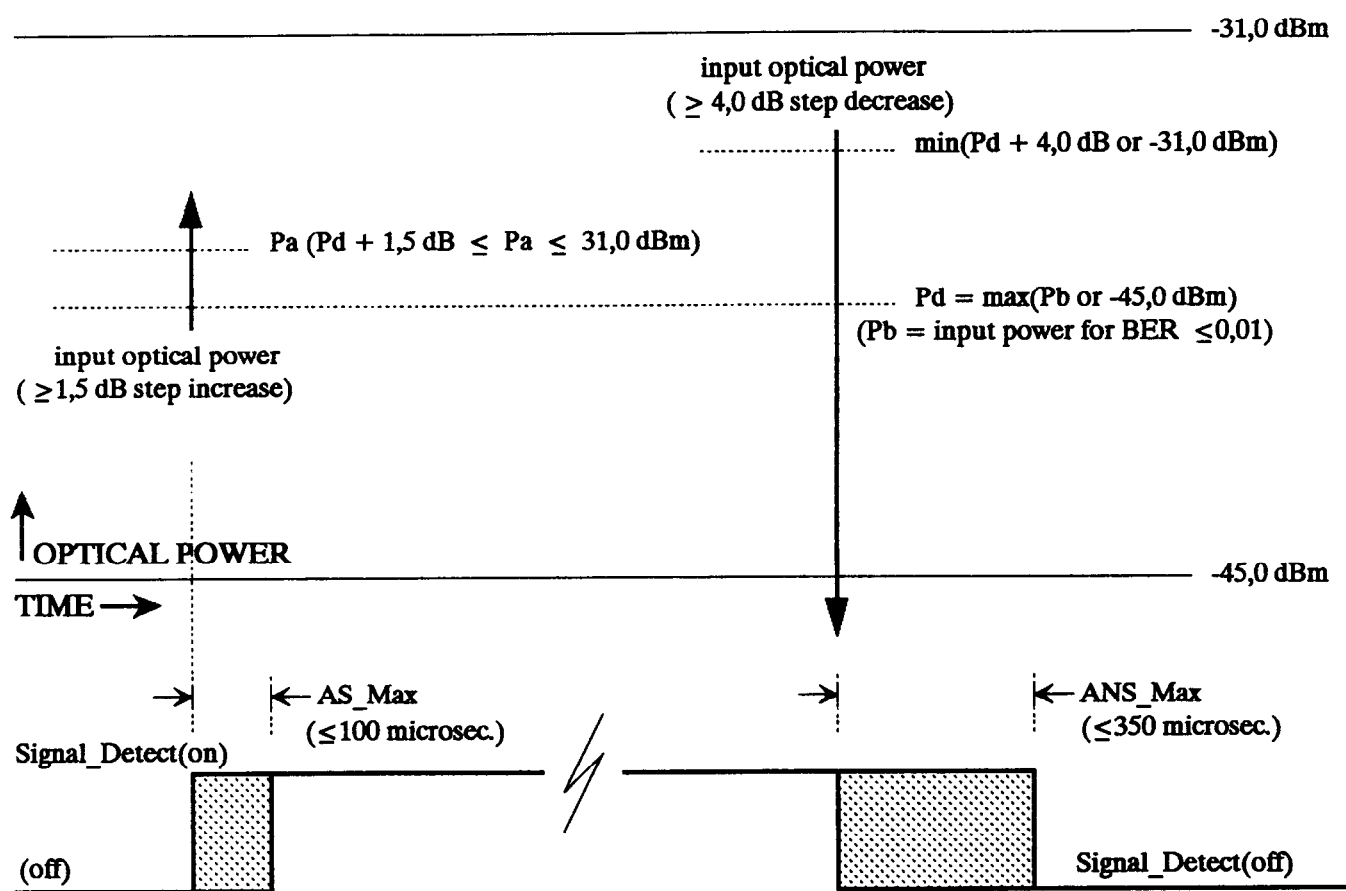 -31,0 dBm
input optical power
( ≥ 4,0 dB step decrease)
min(Pd + 4,0 dB or -31,0 dBm)
Pa (Pd + 1,5 dB ≤ Pa ≤ 31,0 dBm)
Pd = max(Pb or -45,0 dBm)
(Pb = input power for BER ≤0,01)
input optical power
( ≥1,5 dB step increase)
OPTICAL POWER
-45,0 dBm
TIME
AS_Max
(≤100 microsec.)
ANS_Max
(≤350 microsec.)
Signal_Detect(on)
(off)
Signal_Detect(off)